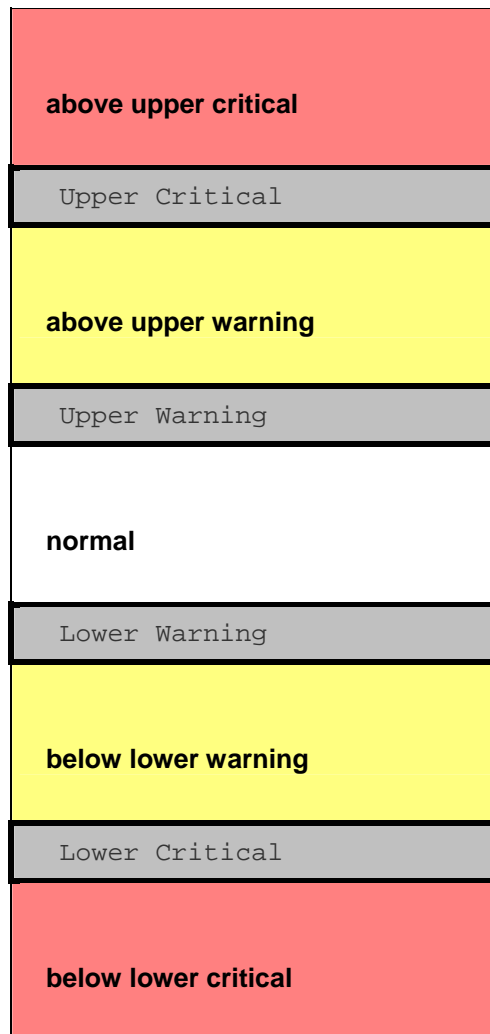 above upper critical
Upper Critical
above upper warning
Upper Warning
normal
Lower Warning
below lower warning
Lower Critical
below lower critical